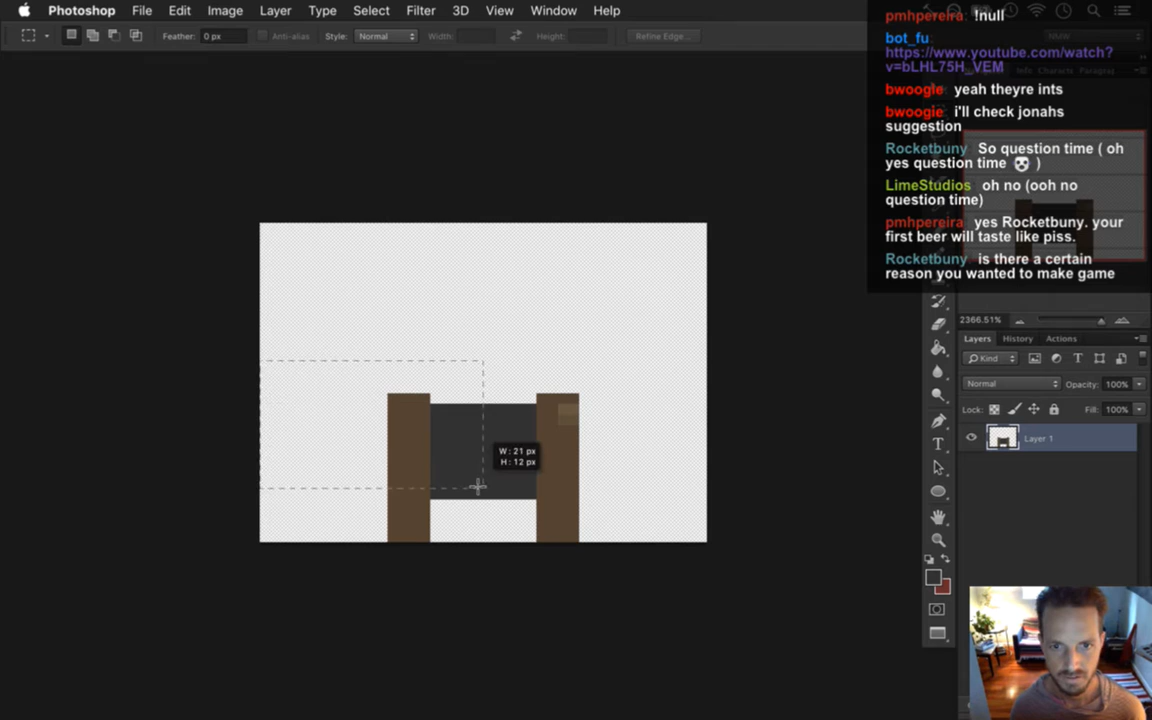 Photoshop File Edit Image Layer Type Select Filter 3D View Window Help
Feather: 0 px Anti-alias Style: Normal Width: Height: Refine Edge...
pmhpereira: !null
bot_fu:
https://www.youtube.com/watch?
v=bLHL75H_VEM
bwoogie yeah theyre ints
bwoogie i'll check jonahs
suggestion
Rocketbuny So question time ( oh
yes question time )
LimeStudios oh no (ooh no
question time)
pmhpereira yes Rocketbuny. your
first beer will taste like piss.
Rocketbuny is there a certain
reason you wanted to make game
W: 21 px
H: 12 px
2366.51%
Layers History Actions
Kind
Normal Opacity: 100%
Lock: Fill: 100%
Layer 1